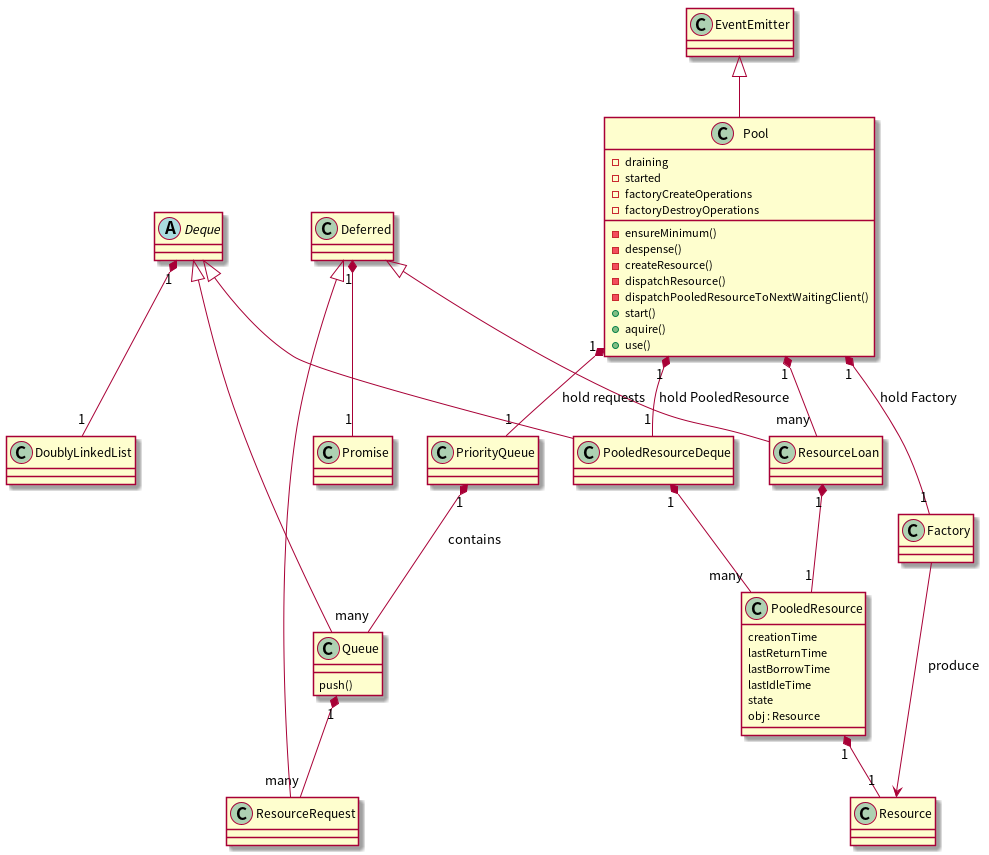 C EventEmitter
C Pool
draining
started
factoryCreateOperations
factoryDestroyOperations
ensureMinimum()
despense()
createResource()
dispatchResource()
dispatchPooledResourceToNextWaitingClient()
start()
aquire()
use()
A Deque
C Deferred
1
1
1
1
1
1
hold requests
hold PooledResource
hold Factory
1
1
1
1
many
C DoublyLinkedList
C Promise
C PriorityQueue
C PooledResourceDeque
C ResourceLoan
1
1
1
1
C Factory
contains
many
1
many
C PooledResource
creationTime
lastReturnTime
lastBorrowTime
lastIdleTime
state
obj : Resource
C Queue
push()
produce
1
1
many
1
C ResourceRequest
C Resource